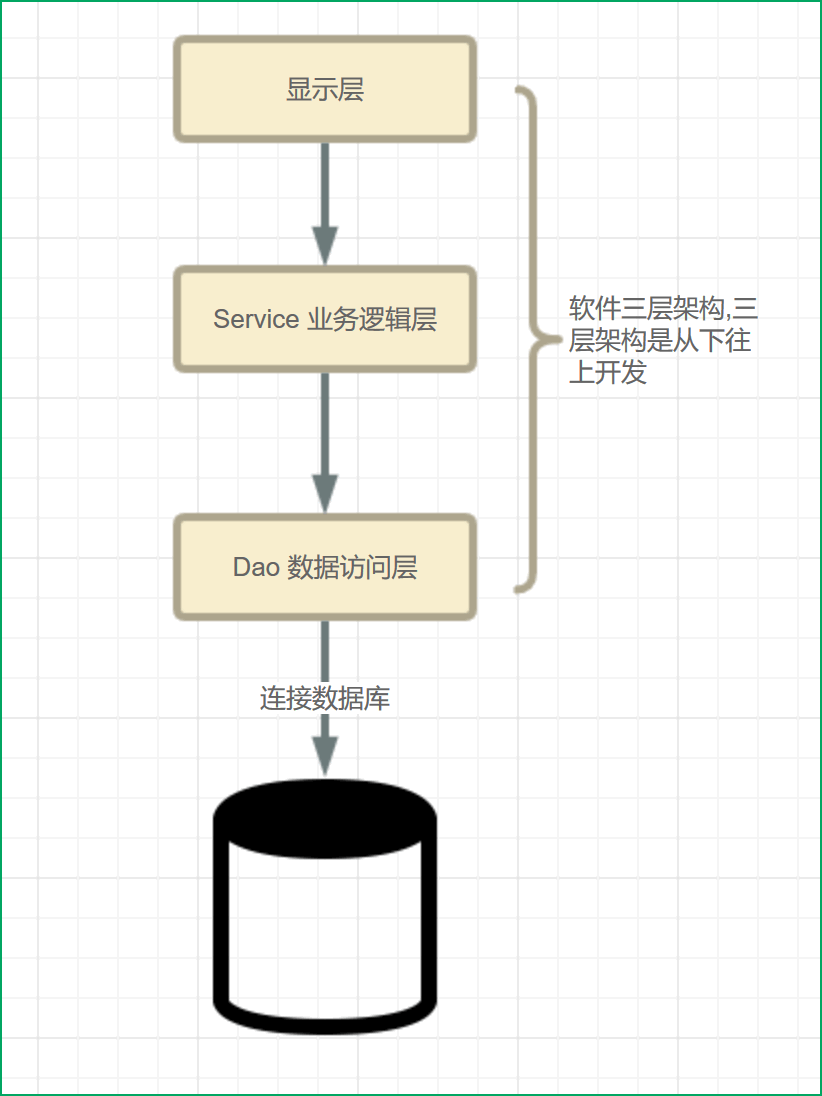 显示层
Service 业务逻辑层
软件三层架构,三
层架构是从下往
上开发
Dao 数据访问层
连接数据库